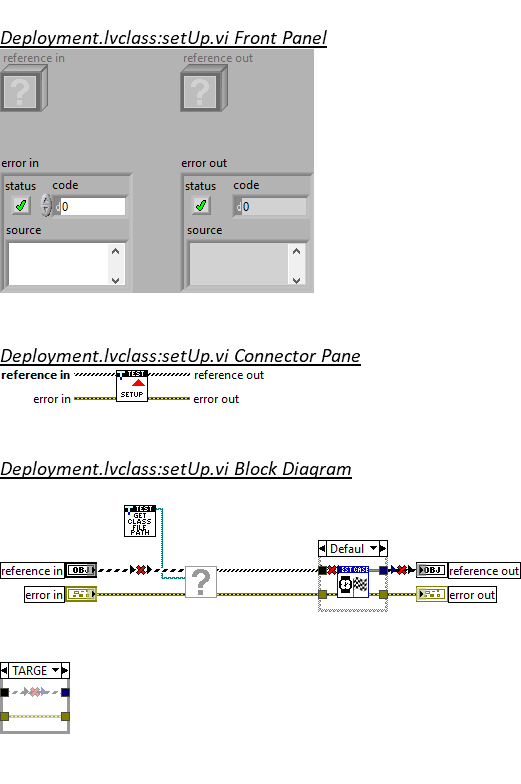 Deployment.lvclass:setUp.vi Front Panel
reference in
reference out
error in
error out
status code
status code
d0
d0
source
source
Deployment.lvclass:setUp.vi Connector Pane
reference in
TEST
reference out
SETUP
error in
error out
Deployment.lvclass:setUp.vi Block Diagram
TEST
GET
CLASS
FILE
PATH
Defaul
reference in
OBJ
?
EST CASE
OBJ
reference out
error in
error out
TARGE